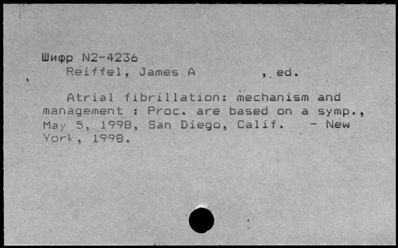 Шифр N2-4236
Reiffel, James A , ed.
Atrial fibrillation: mechanism and
management : Proc. are based on a symp.,
May 5, 1998, San Diego, Calif. - New
York, 1998.